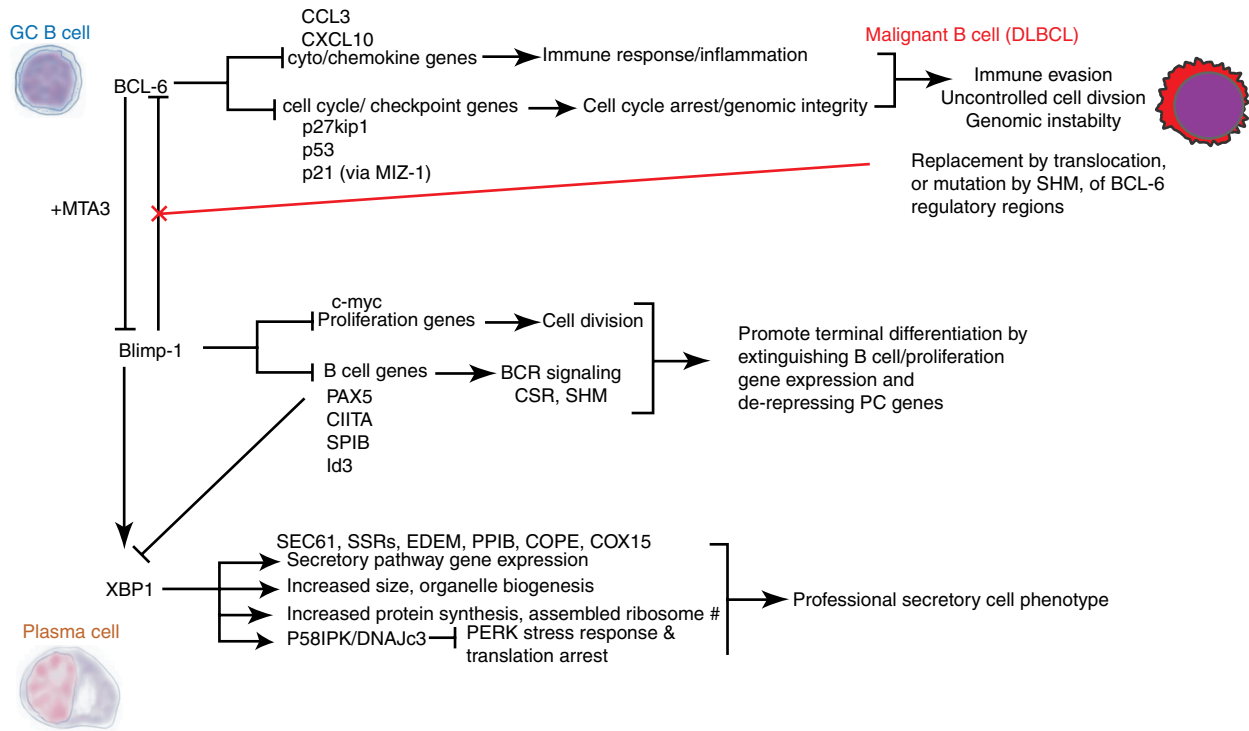 GC B cell
CCL3
CXCL10
cyto/chemokine genes
Immune response/inflammation
Malignant B cell (DLBCL)
BCL-6
Immune evasion
Uncontrolled cell divsion
Genomic instabilty
cell cycle/ checkpoint genes
Cell cycle arrest/genomic integrity
p27kip1
p53
p21 (via MIZ-1)
Replacement by translocation,
or mutation by SHM, of BCL-6
regulatory regions
+MTA3
c-myc
Proliferation genes
Cell division
Blimp-1
B cell genes
BCR signaling
CSR, SHM
PAX5
CIITA
SPIB
Id3
Promote terminal differentiation by
extinguishing B cell/proliferation
gene expression and
de-repressing PC genes
SEC61, SSRs, EDEM, PPIB, COPE, COX15
Secretory pathway gene expression
XBP1
Increased size, organelle biogenesis
Increased protein synthesis, assembled ribosome #
Professional secretory cell phenotype
P58IPK/DNAJc3
PERK stress response &
translation arrest
Plasma cell